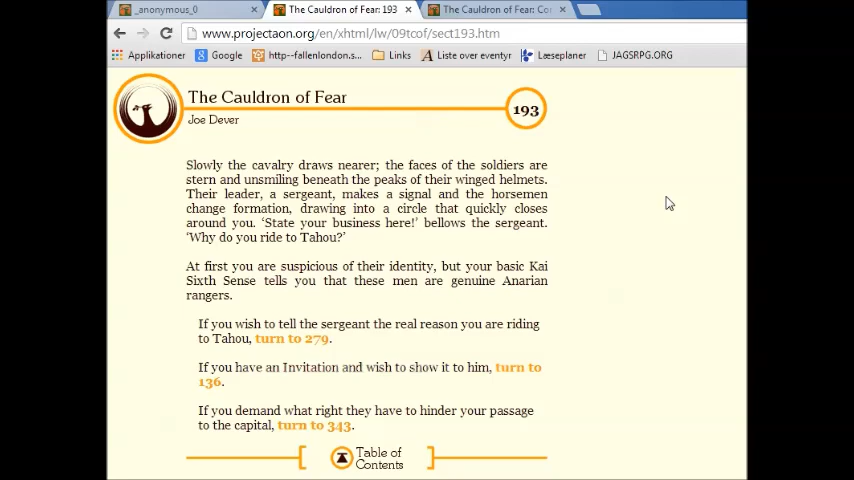 _anonymous_0
The Cauldron of Fear: 193
The Cauldron of Fear: Co
www.projectaon.org/en/xhtml/lw/09tcof/sect193.htm
Applikationer
Google
http--fallenlondon.s...
Links
Liste over eventyr
Læseplaner
JAGSRPG.ORG
The Cauldron of Fear
193
Joe Dever
Slowly the cavalry draws nearer; the faces of the soldiers are
stern and unsmiling beneath the peaks of their winged helmets.
Their leader, a sergeant, makes a signal and the horsemen
change formation, drawing into a circle that quickly closes
around you. ‘State your business here!’ bellows the sergeant.
‘Why do you ride to Tahou?’
At first you are suspicious of their identity, but your basic Kai
Sixth Sense tells you that these men are genuine Anarian
rangers.
If you wish to tell the sergeant the real reason you are riding
to Tahou, turn to 279.
If you have an Invitation and wish to show it to him, turn to
136.
If you demand what right they have to hinder your passage
to the capital, turn to 343.
Table of
Contents